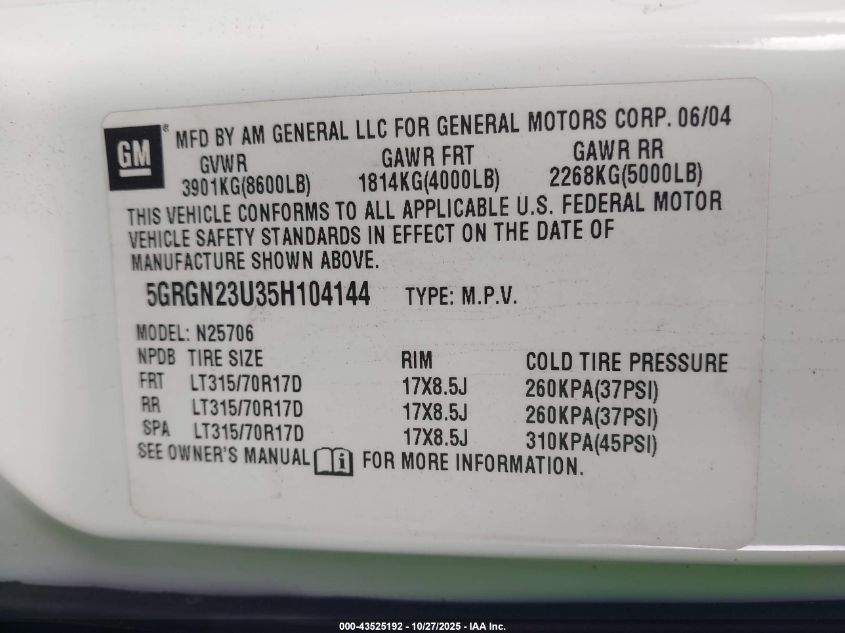 GM® MFD BY AM GENERAL LLC FOR GENERAL MOTORS CORP. 06/04
GVWR GAWR FRT GAWR RR
3901KG(8600LB) 1814KG(4000LB) 2268KG(5000LB)
THIS VEHICLE CONFORMS TO ALL APPLICABLE U.S. FEDERAL MOTOR
VEHICLE SAFETY STANDARDS IN EFFECT ON THE DATE OF
MANUFACTURE SHOWN ABOVE.
5GRGN23U35H104144 TYPE: M.P.V.
MODEL: N25706
NPDB TIRE SIZE RIM COLD TIRE PRESSURE
FRT LT315/70R17D 17X8.5J 260KPA(37PSI)
RR LT315/70R17D 17X8.5J 260KPA(37PSI)
SPA LT315/70R17D 17X8.5J 310KPA(45PSI)
SEE OWNER'S MANUAL i FOR MORE INFORMATION.
000-43525192 - 10/27/2025 - IAA Inc.